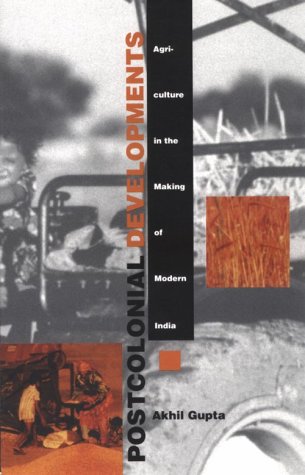 POSTCOLONIAL DEVELOPMENTS
Agri-
culture
in the
Making
of
Modern
India
Akhil Gupta